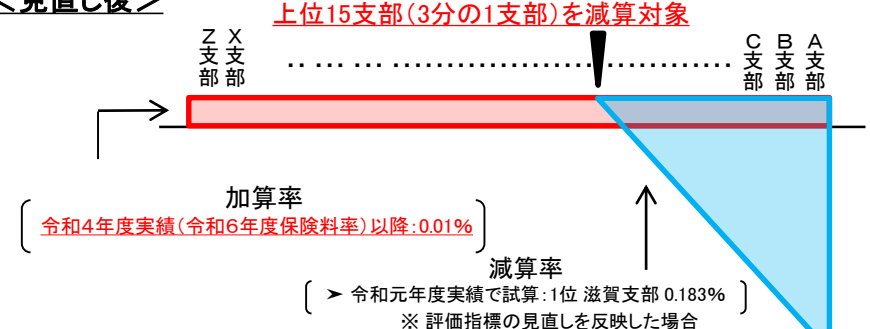 ＜見直し後＞
上位15支部（3分の1支部）を減算対象
Z支部 X支部 ‥ … … ……………………………… C支部 B支部 A支部
加算率
令和4年度実績（令和6年度保険料率）以降：0.01%
減算率
➤ 令和元年度実績で試算：1位 滋賀支部 0.183%
※ 評価指標の見直しを反映した場合